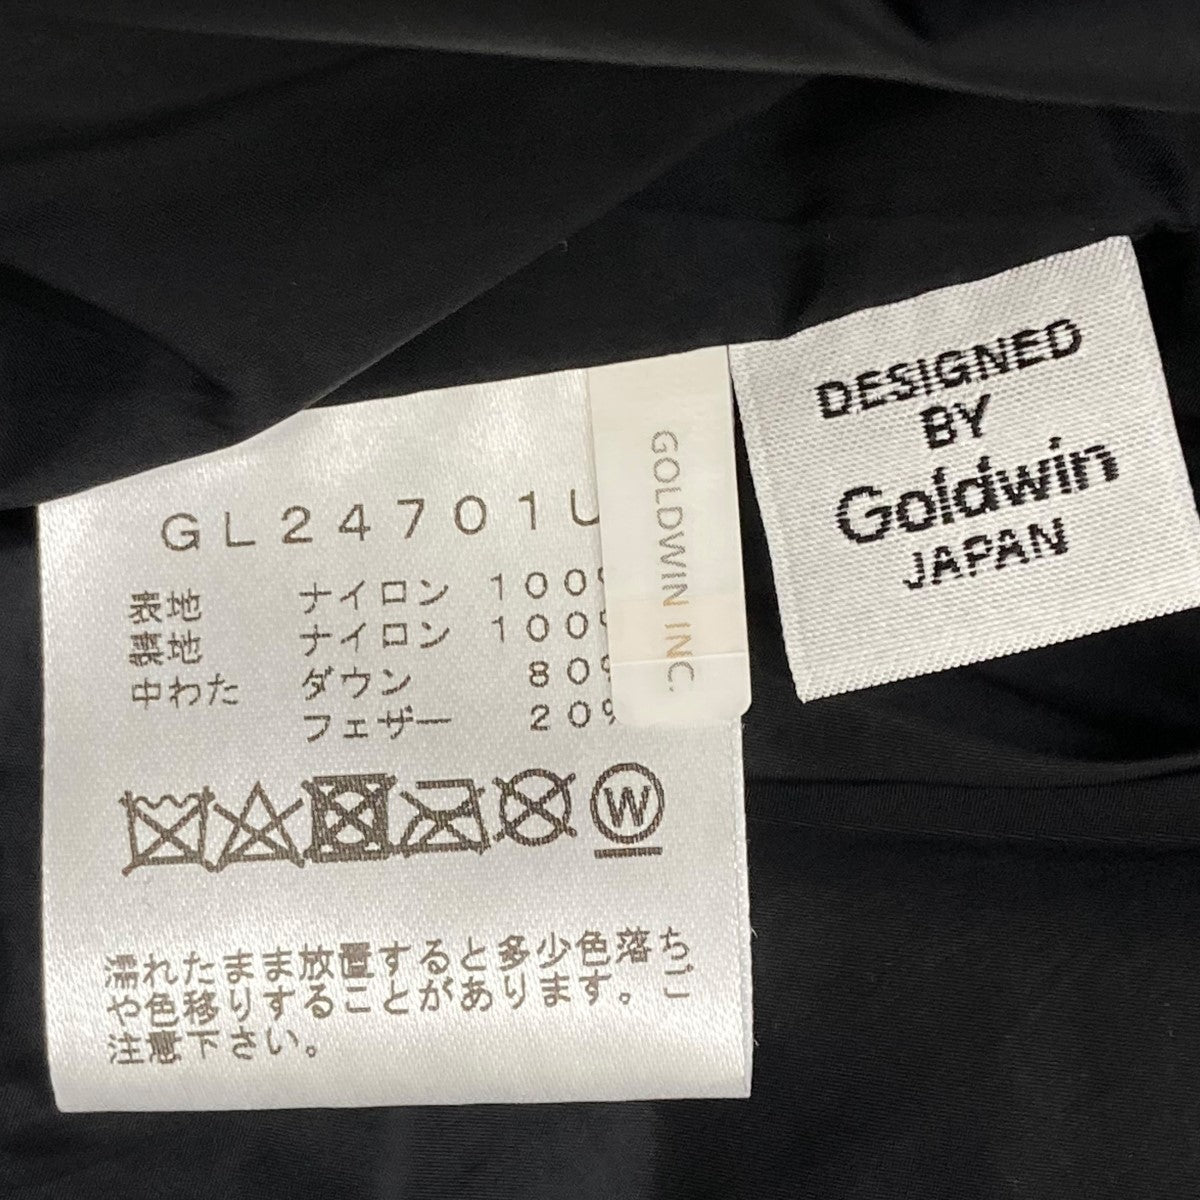 GL24701U
表地 ナイロン 100%
裏地 ナイロン 100%
中わた ダウン 80%
フェザー 20%
W
濡れたまま放置すると多少色落ち
や色移りすることがあります。ご
注意下さい。
GOLDWIN INC.
DESIGNED
BY
Goldwin
JAPAN